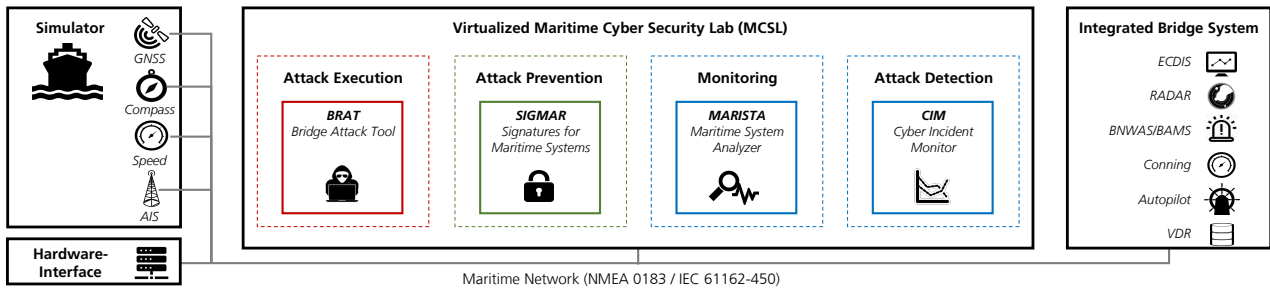 Simulator
GNSS
Compass
Speed
AIS
Hardware-
Interface
Virtualized Maritime Cyber Security Lab (MCSL)
Attack Execution
BRAT
Bridge Attack Tool
Attack Prevention
SIGMAR
Signatures for
Maritime Systems
Monitoring
MARISTA
Maritime System
Analyzer
Attack Detection
CIM
Cyber Incident
Monitor
Integrated Bridge System
ECDIS
RADAR
BNWAS/BAMS
Conning
Autopilot
VDR
Maritime Network (NMEA 0183 / IEC 61162-450)